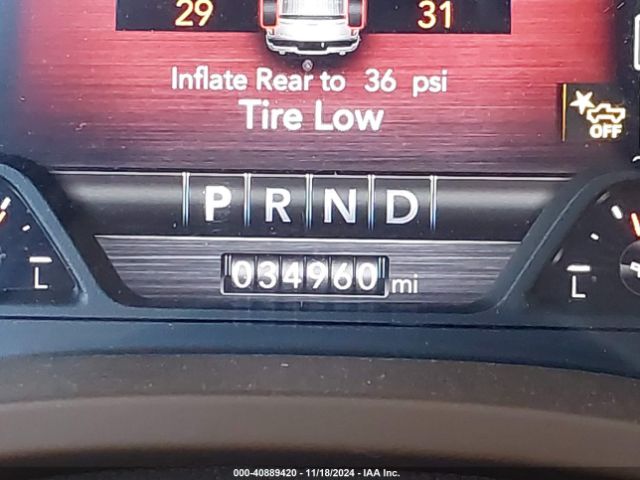 29 31
Inflate Rear to 36 psi
Tire Low
OFF
P R N D
034960 mi
L L
000-40889420 - 11/18/2024 - IAA Inc.